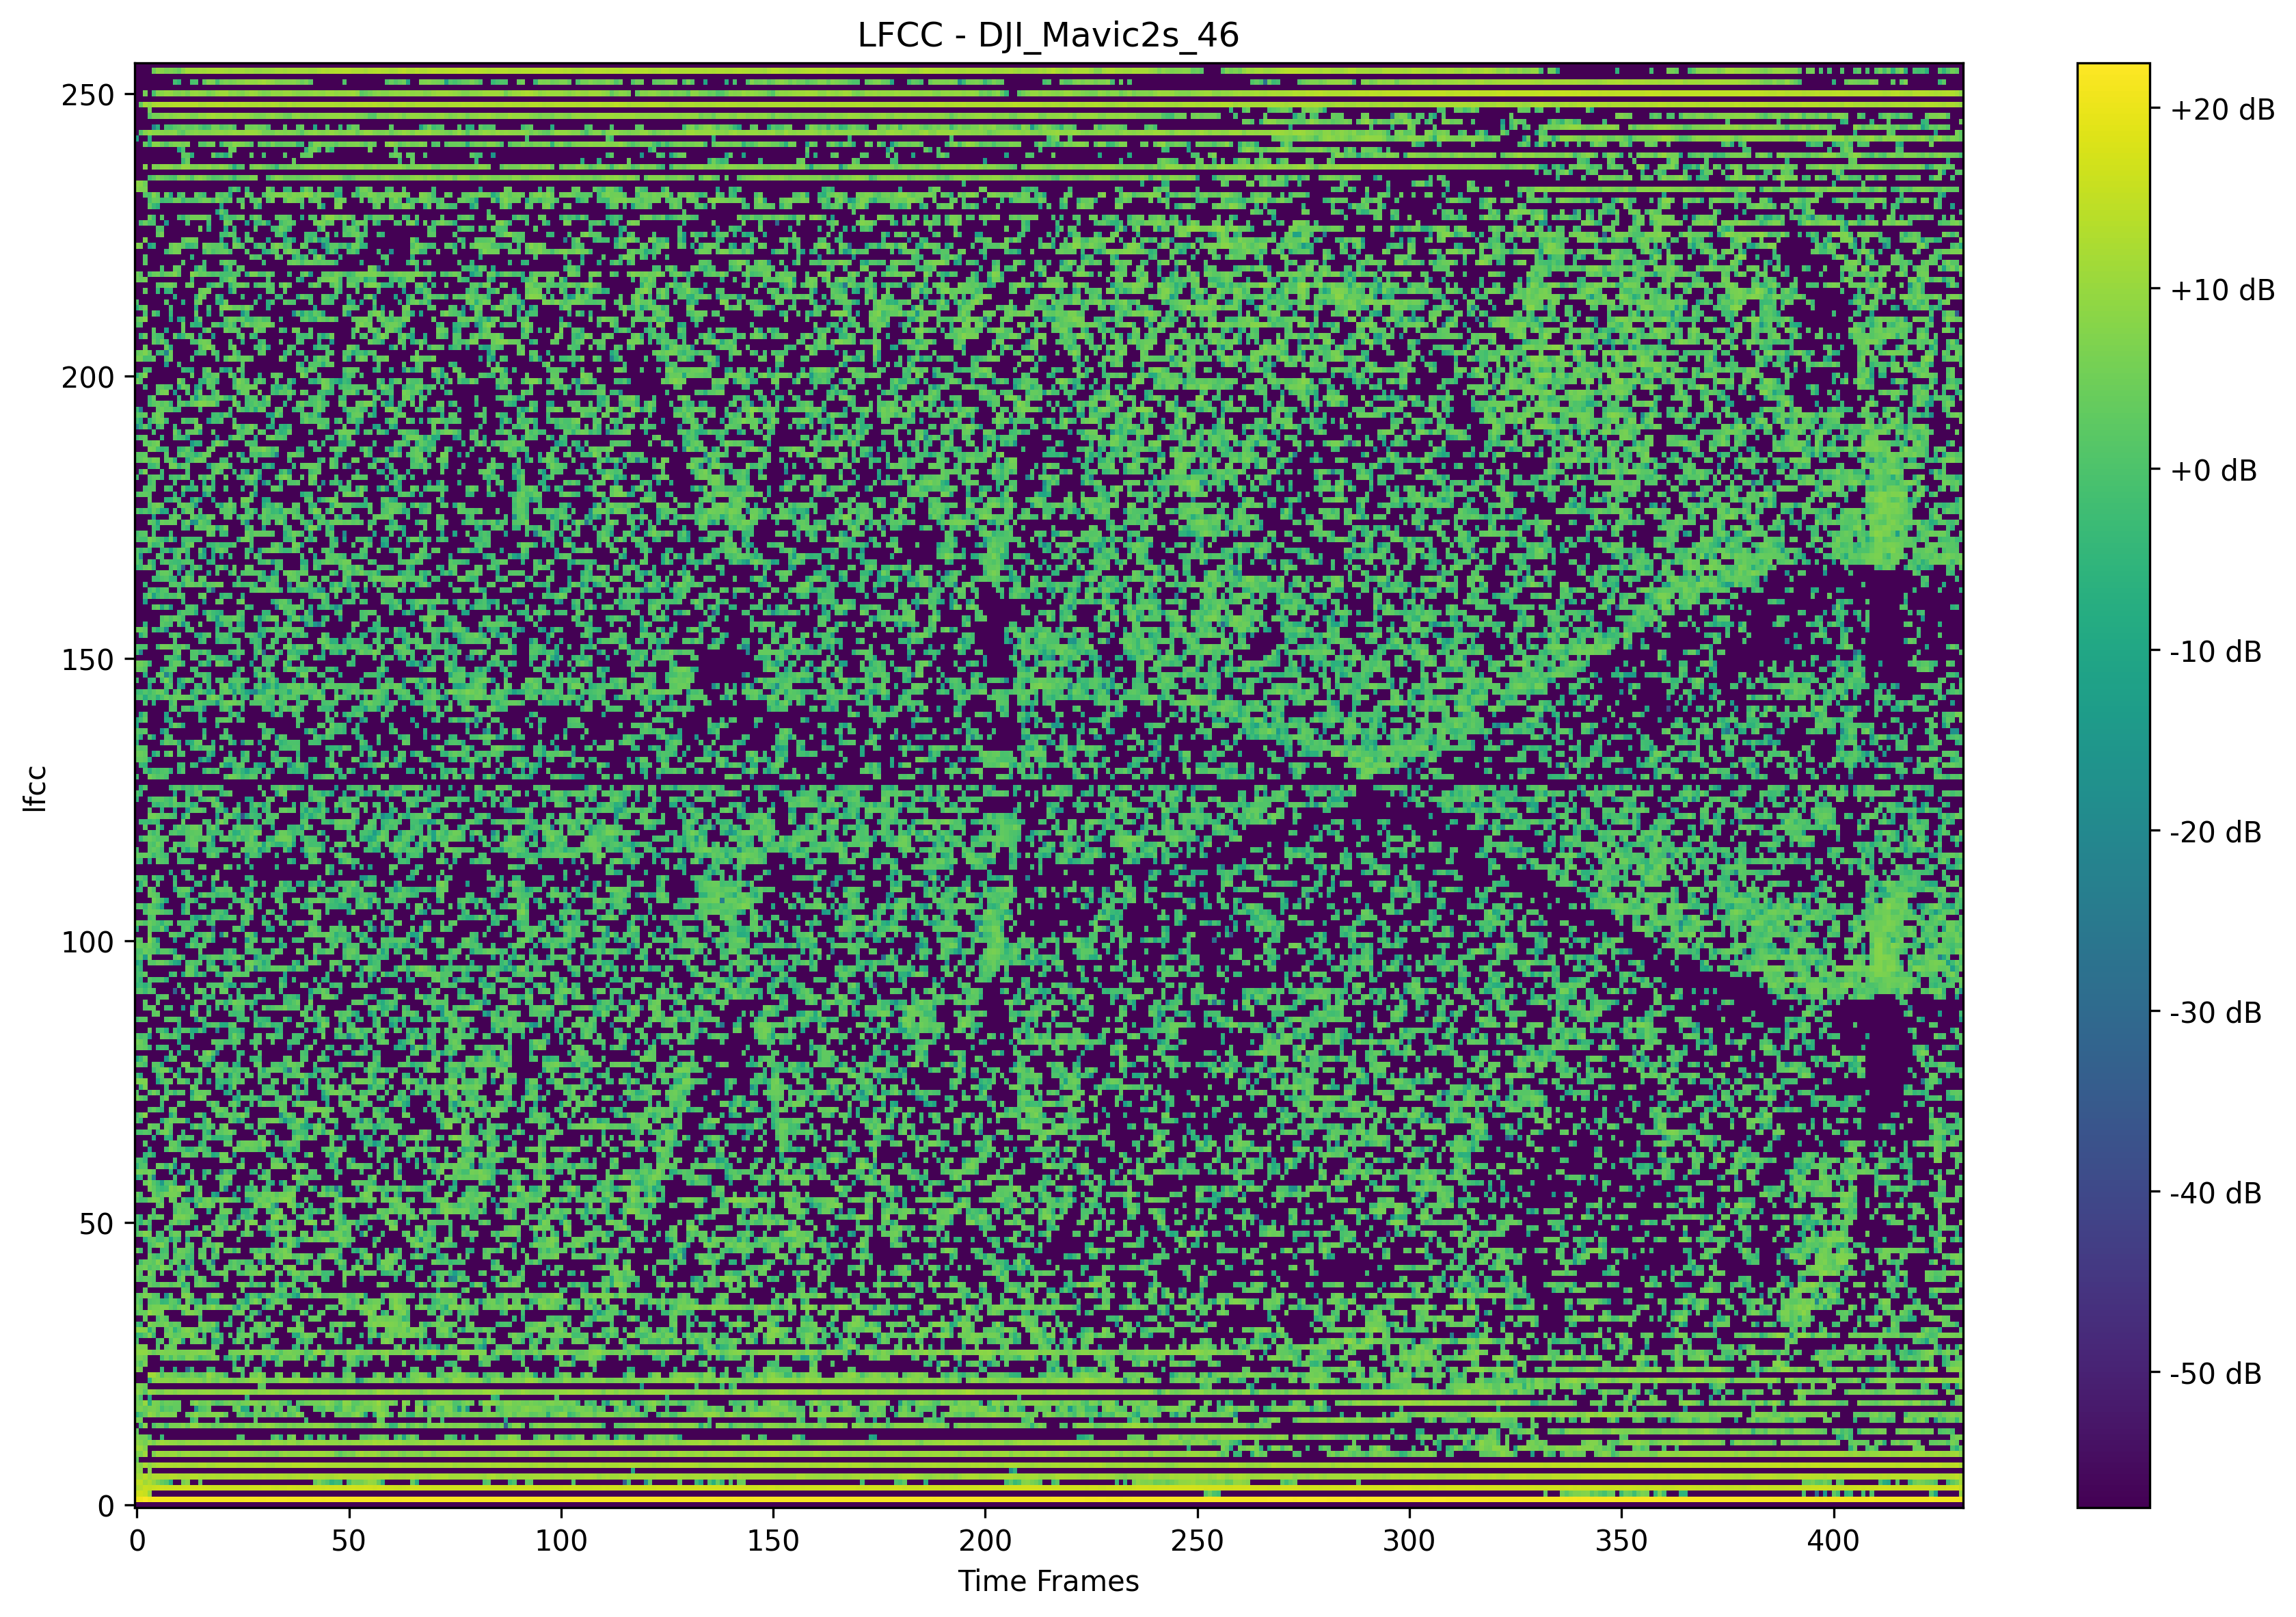 LFCC - DJI_Mavic2s_46
250
200
150
100
50
0
lfcc
0 50 100 150 200 250 300 350 400
Time Frames
+20 dB
+10 dB
+0 dB
-10 dB
-20 dB
-30 dB
-40 dB
-50 dB